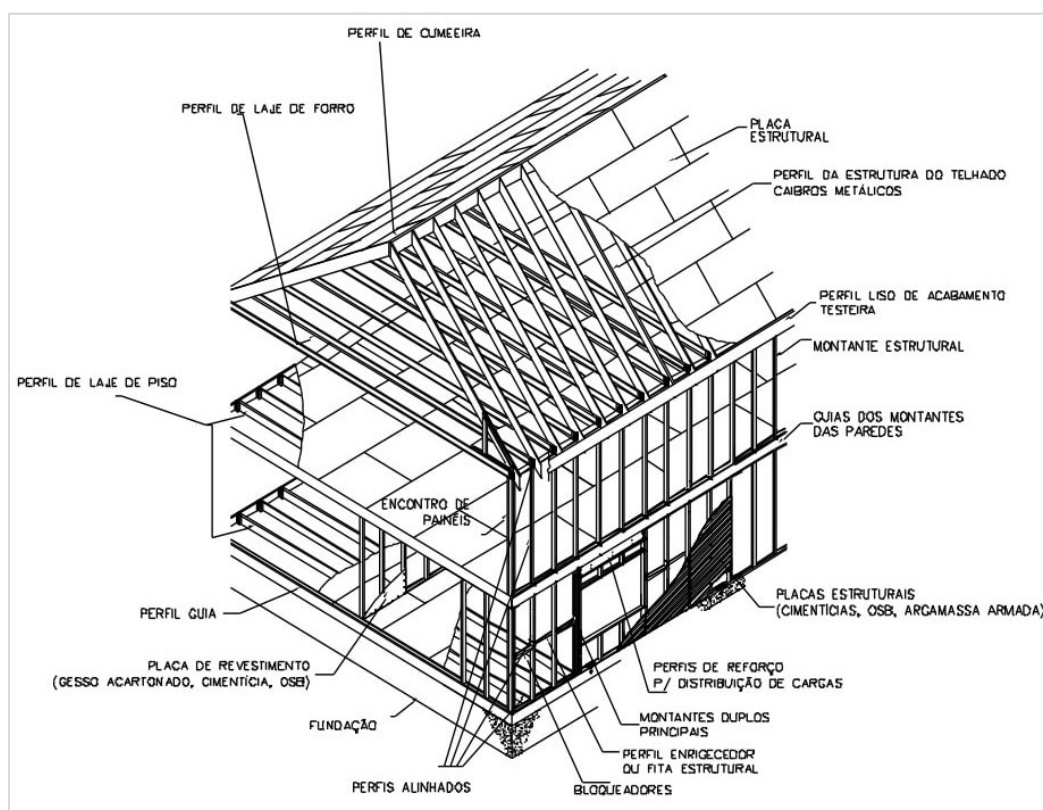 PERFIL DE CUMEEIRA
PERFIL DE LAJE DE FORRO
PLACA
ESTRUTURAL
PERFIL DA ESTRUTURA DO TELHADO
CAIBROS METÁLICOS
PERFIL LISO DE ACABAMENTO
TESTEIRA
MONTANTE ESTRUTURAL
PERFIL DE LAJE DE PISO
GUIAS DOS MONTANTES
DAS PAREDES
ENCONTRO DE
PAINÉIS
PERFIL GUIA
PLACAS ESTRUTURAIS
(CIMENTÍCIAS, OSB, ARGAMASSA ARMADA)
PLACA DE REVESTIMENTO
(GESSO ACARTONADO, CIMENTÍCIA, OSB)
PERFIS DE REFORÇO
P/ DISTRIBUIÇÃO DE CARGAS
FUNDAÇÃO
MONTANTES DUPLOS
PRINCIPAIS
PERFIL ENRIGECEDOR
OU FITA ESTRUTURAL
PERFIS ALINHADOS
BLOQUEADORES